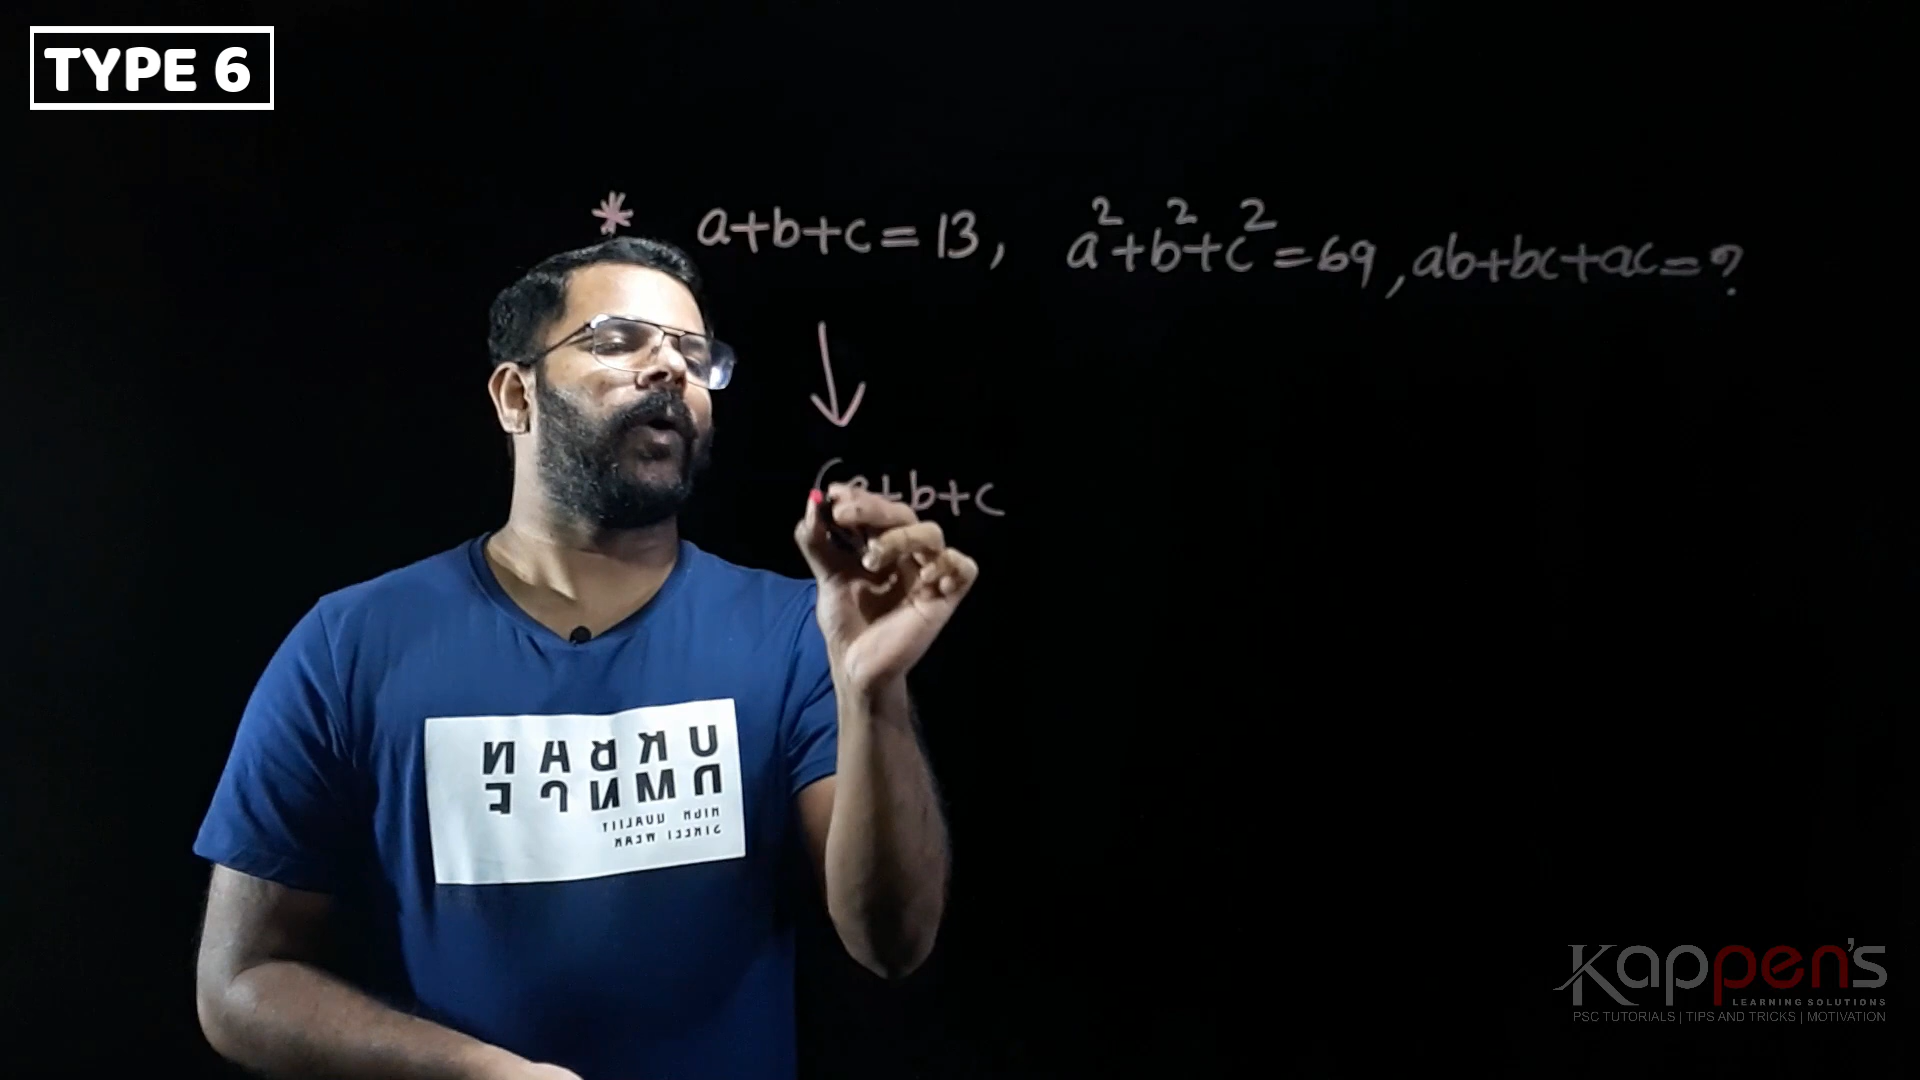 TYPE 6
* a+b+c=13, a²+b²+c²=69, ab+bc+ac=?
(a+b+c
URBAN
Kappen's
LEARNING SOLUTIONS
PSC TUTORIALS | TIPS AND TRICKS | MOTIVATION